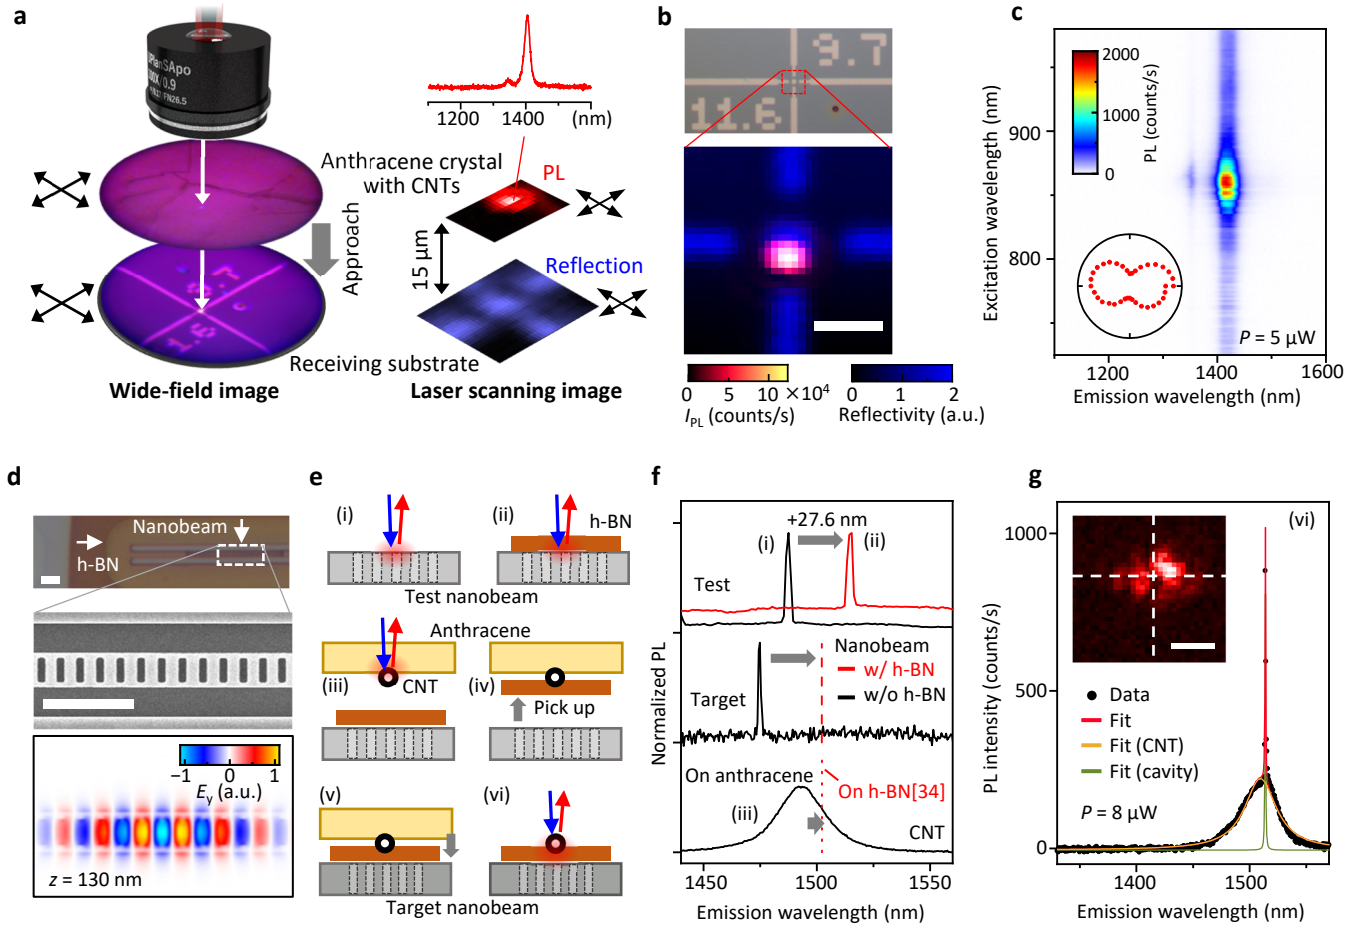 a
PlanSApo
00X/0.9
FN26.5
1200 1400 (nm)
Anthracene crystal
with CNTs
PL
Approach
15 μm
Reflection
9.7
11.6
Receiving substrate
Wide-field image
Laser scanning image
b
9.7
11.6
0 5 10 ×10⁴
I_PL (counts/s)
0 1 2
Reflectivity (a.u.)
c
2000
1000
0
PL (counts/s)
900
800
Excitation wavelength (nm)
P = 5 μW
1200 1400 1600
Emission wavelength (nm)
d
Nanobeam
h-BN
−1 0 1
E_y (a.u.)
z = 130 nm
e
(i)
(ii)
h-BN
Test nanobeam
Anthracene
(iii)
CNT
(iv)
Pick up
(v)
(vi)
Target nanobeam
f
+27.6 nm
(i)
(ii)
Test
Nanobeam
w/ h-BN
w/o h-BN
Target
On anthracene
On h-BN[34]
(iii)
CNT
Normalized PL
1450 1500 1550
Emission wavelength (nm)
g
(vi)
1000
500
0
PL intensity (counts/s)
Data
Fit
Fit (CNT)
Fit (cavity)
P = 8 μW
1400 1500
Emission wavelength (nm)